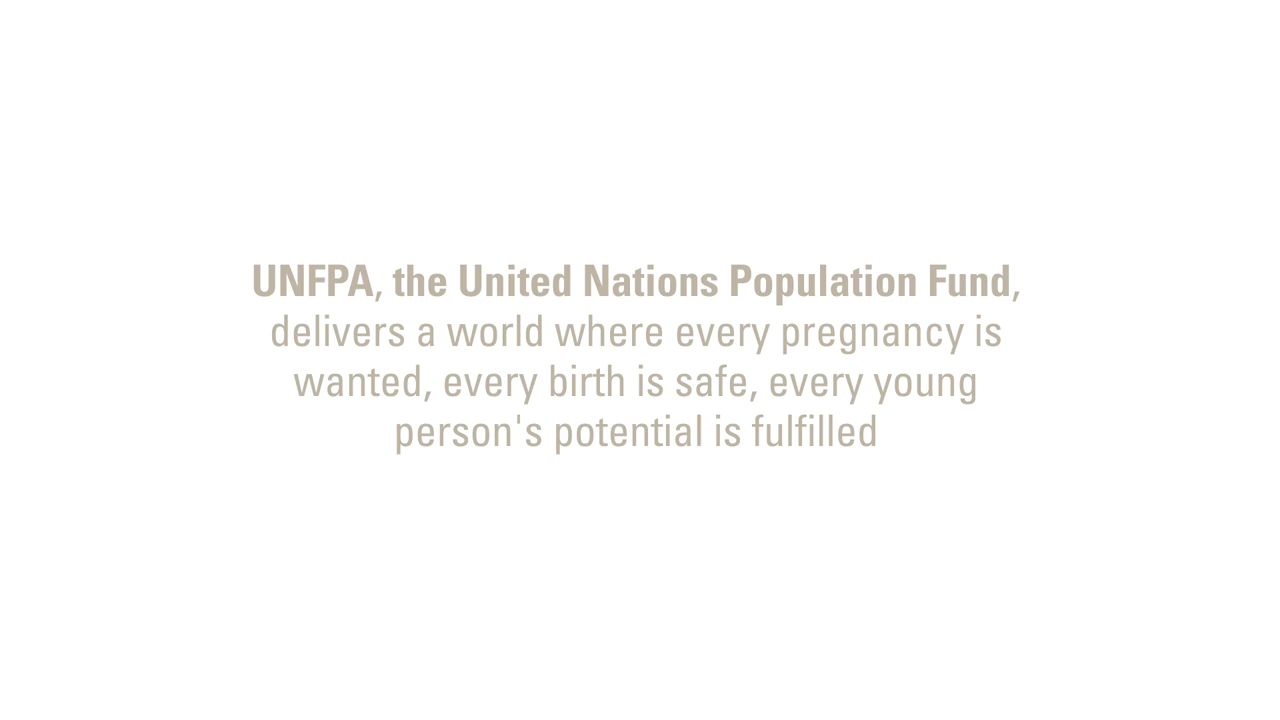 UNFPA, the United Nations Population Fund,
delivers a world where every pregnancy is
wanted, every birth is safe, every young
person's potential is fulfilled